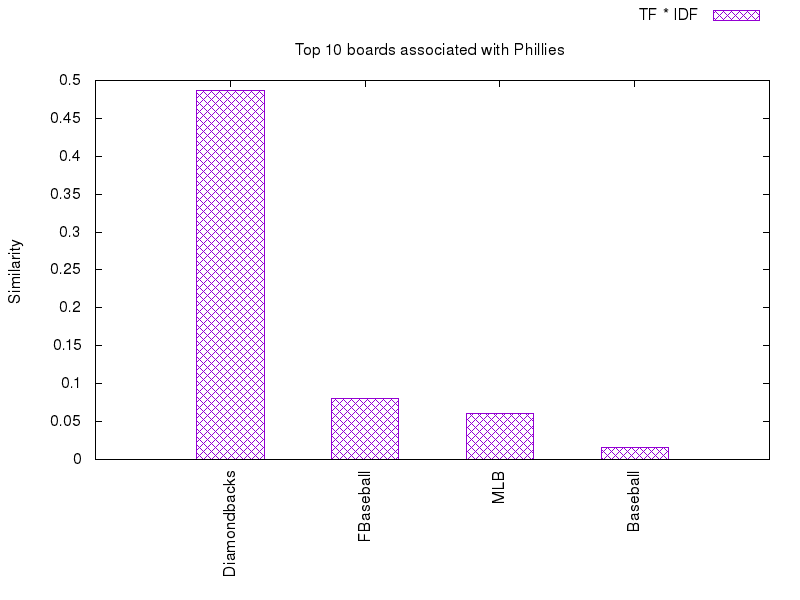 TF * IDF
Top 10 boards associated with Phillies
Similarity
0.5
0.45
0.4
0.35
0.3
0.25
0.2
0.15
0.1
0.05
0
Diamondbacks
FBaseball
MLB
Baseball